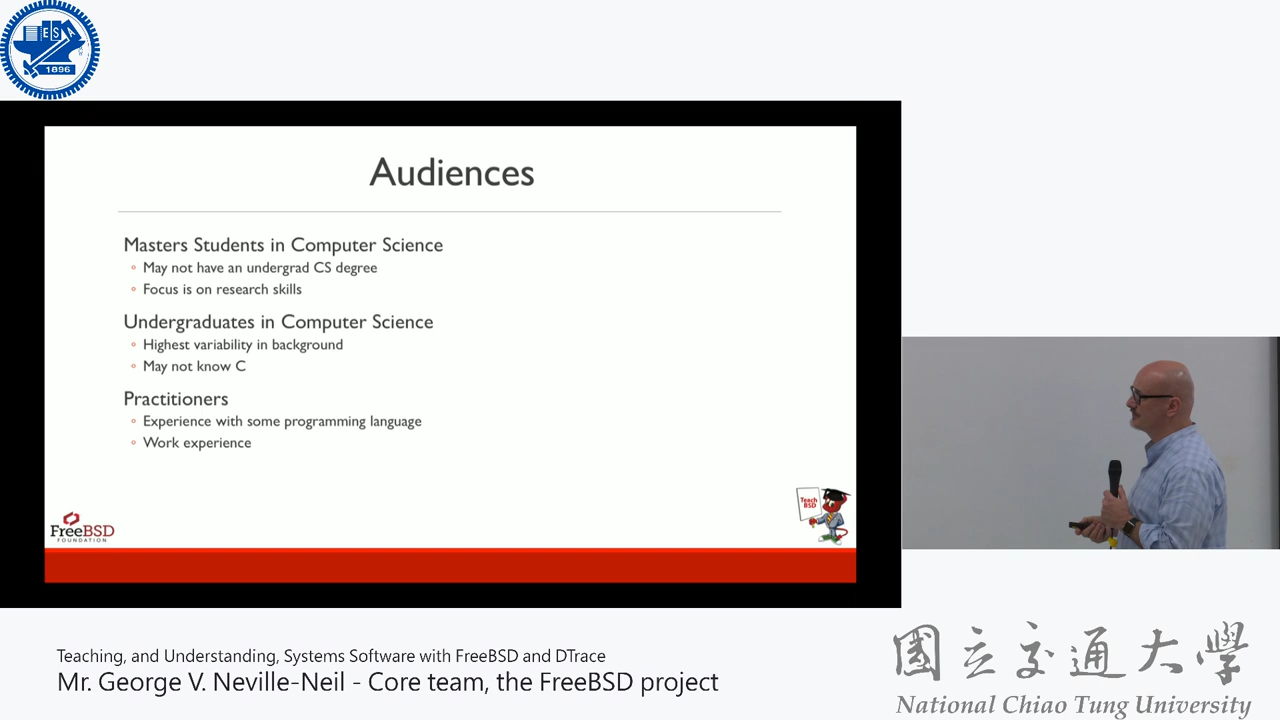 ESA
1896
Audiences
Masters Students in Computer Science
May not have an undergrad CS degree
Focus is on research skills
Undergraduates in Computer Science
Highest variability in background
May not know C
Practitioners
Experience with some programming language
Work experience
FreeBSD
FOUNDATION
Teach
BSD
Teaching, and Understanding, Systems Software with FreeBSD and DTrace
Mr. George V. Neville-Neil - Core team, the FreeBSD project
國立交通大學
National Chiao Tung University